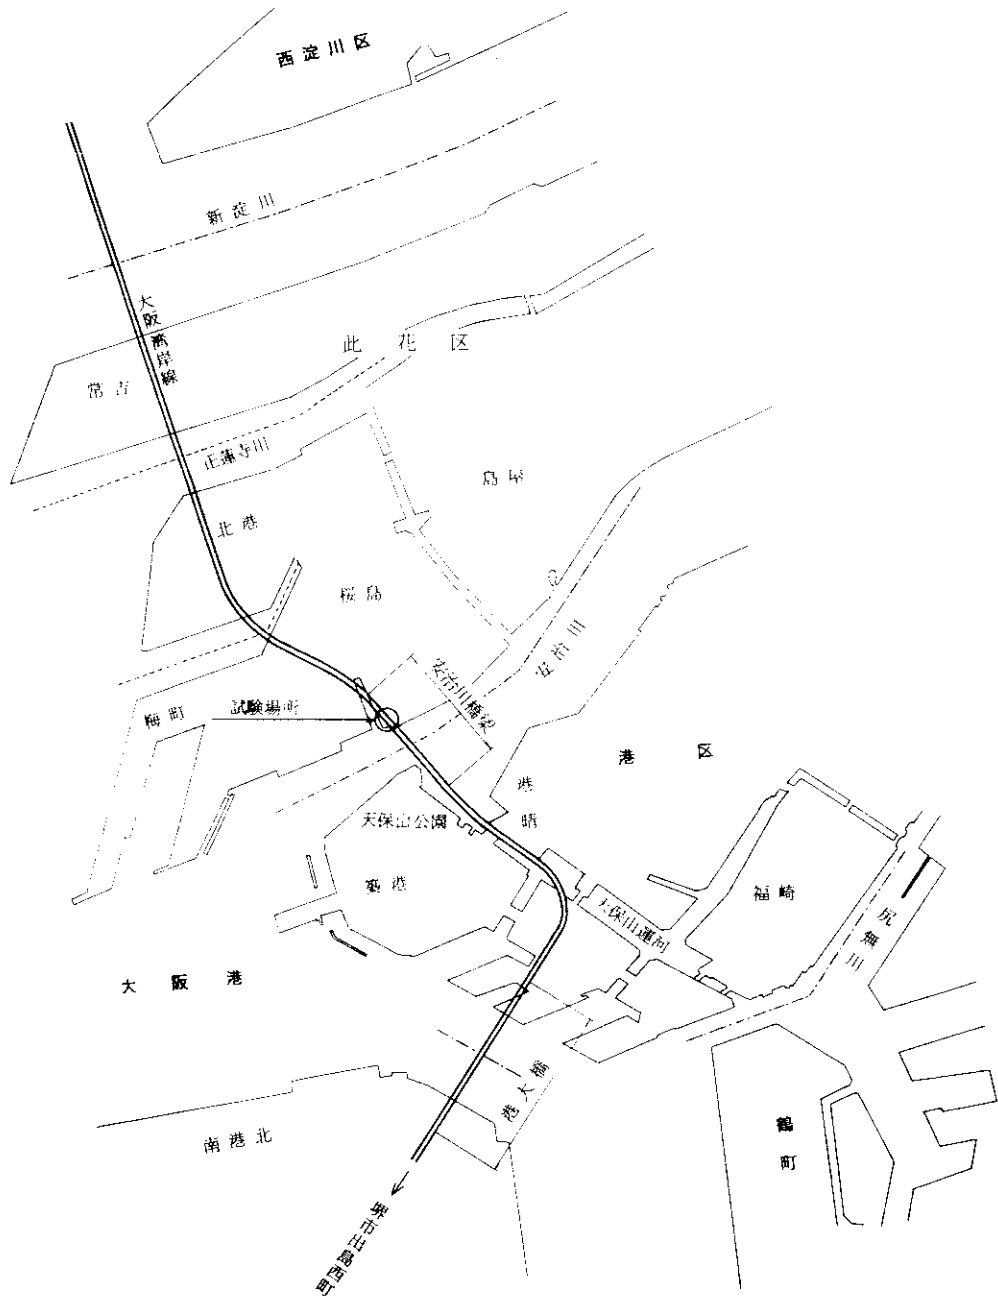 西淀川区
新淀川
大阪湾岸線
此花区
常吉
正蓮寺川
島屋
北港
桜島
安治川
安治川橋梁
梅町
試験場所
港区
港晴
天保山公園
築港
福崎
天保山運河
尻無川
大阪港
港大橋
南港北
鶴町
堺市出島西町